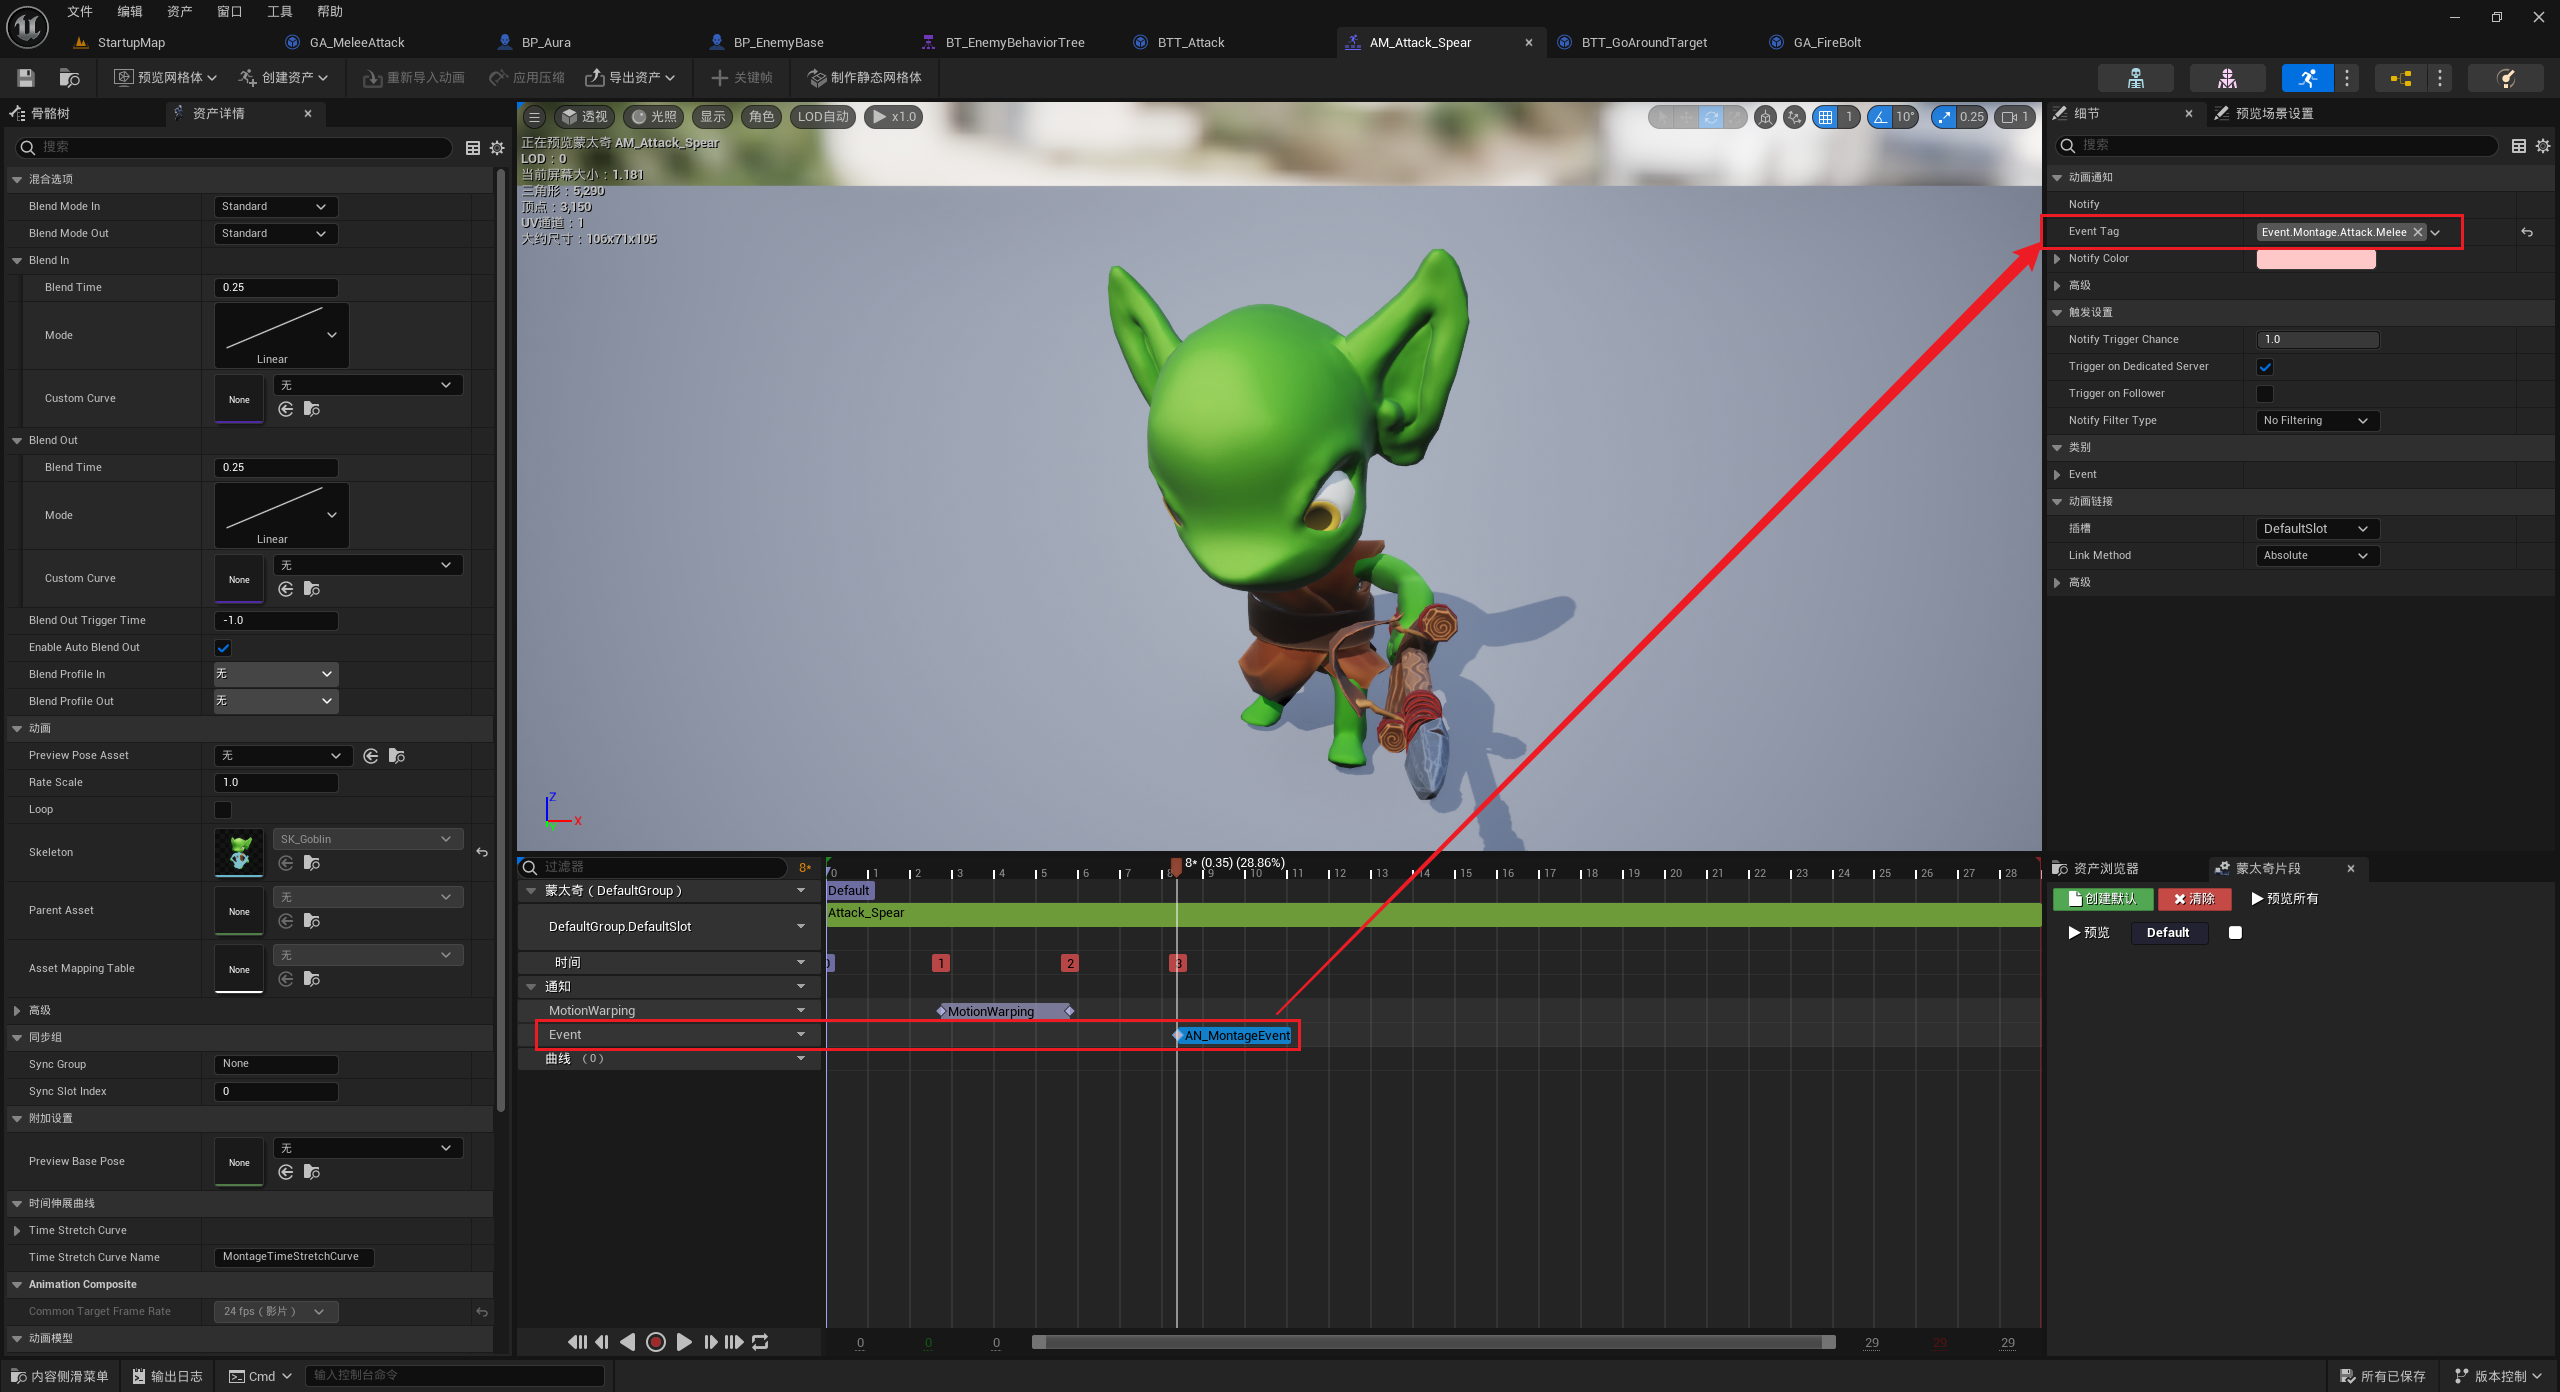 文件 编辑 资产 窗口 工具 帮助
StartupMap GA_MeleeAttack BP_Aura BP_EnemyBase BT_EnemyBehaviorTree BTT_Attack AM_Attack_Spear BTT_GoAroundTarget GA_FireBolt
预览网格体 创建资产 重新导入动画 应用压缩 导出资产 关键帧 制作静态网格体
骨骼树 资产详情
搜索
混合选项
Blend Mode In Standard
Blend Mode Out Standard
Blend In
Blend Time 0.25
Mode Linear
Custom Curve None 无
Blend Out
Blend Time 0.25
Mode Linear
Custom Curve None 无
Blend Out Trigger Time -1.0
Enable Auto Blend Out
Blend Profile In 无
Blend Profile Out 无
动画
Preview Pose Asset 无
Rate Scale 1.0
Loop
Skeleton SK_Goblin
Parent Asset None 无
Asset Mapping Table None 无
高级
同步组
Sync Group None
Sync Slot Index 0
附加设置
Preview Base Pose None 无
时间伸展曲线
Time Stretch Curve
Time Stretch Curve Name MontageTimeStretchCurve
Animation Composite
Common Target Frame Rate 24 fps（影片）
动画模型
透视 光照 显示 角色 LOD自动 x1.0 1 10° 0.25 1
正在预览蒙太奇 AM_Attack_Spear
LOD：0
当前屏幕大小：1.181
三角形：5,290
顶点：3,150
UV通道：1
大约尺寸：106x71x105
Z
X
过滤器 8*
8* (0.35) (28.86%)
0 1 2 3 4 5 6 7 8 9 10 11 12 13 14 15 16 17 18 19 20 21 22 23 24 25 26 27 28
蒙太奇（DefaultGroup） Default
Attack_Spear
DefaultGroup.DefaultSlot
时间 1 2 3
通知
MotionWarping MotionWarping
Event AN_MontageEvent
曲线 （0）
0 0 0 29 29 29
细节 预览场景设置
搜索
动画通知
Notify
Event Tag Event.Montage.Attack.Melee
Notify Color
高级
触发设置
Notify Trigger Chance 1.0
Trigger on Dedicated Server
Trigger on Follower
Notify Filter Type No Filtering
类别
Event
动画链接
插槽 DefaultSlot
Link Method Absolute
高级
资产浏览器 蒙太奇片段
创建默认 清除 预览所有
预览 Default
内容侧滑菜单 输出日志 Cmd 输入控制台命令 所有已保存 版本控制